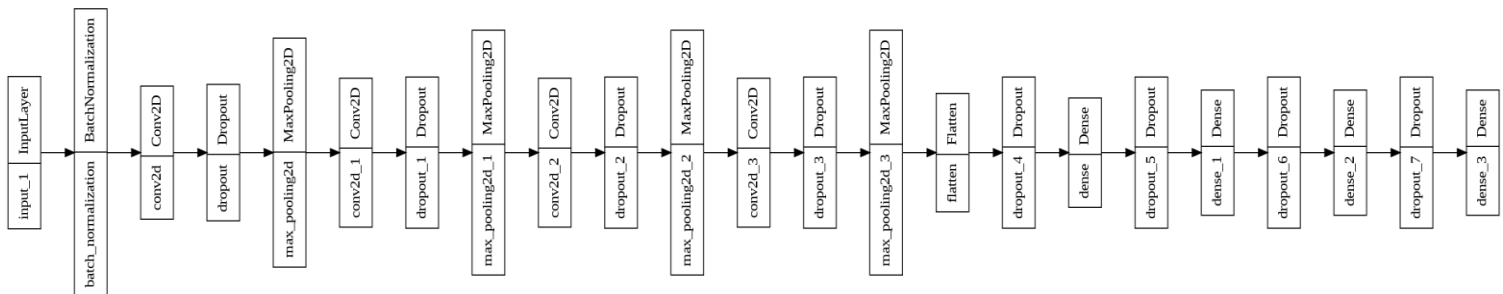 input_1 InputLayer
batch_normalization BatchNormalization
conv2d Conv2D
dropout Dropout
max_pooling2d MaxPooling2D
conv2d_1 Conv2D
dropout_1 Dropout
max_pooling2d_1 MaxPooling2D
conv2d_2 Conv2D
dropout_2 Dropout
max_pooling2d_2 MaxPooling2D
conv2d_3 Conv2D
dropout_3 Dropout
max_pooling2d_3 MaxPooling2D
flatten Flatten
dropout_4 Dropout
dense Dense
dropout_5 Dropout
dense_1 Dense
dropout_6 Dropout
dense_2 Dense
dropout_7 Dropout
dense_3 Dense